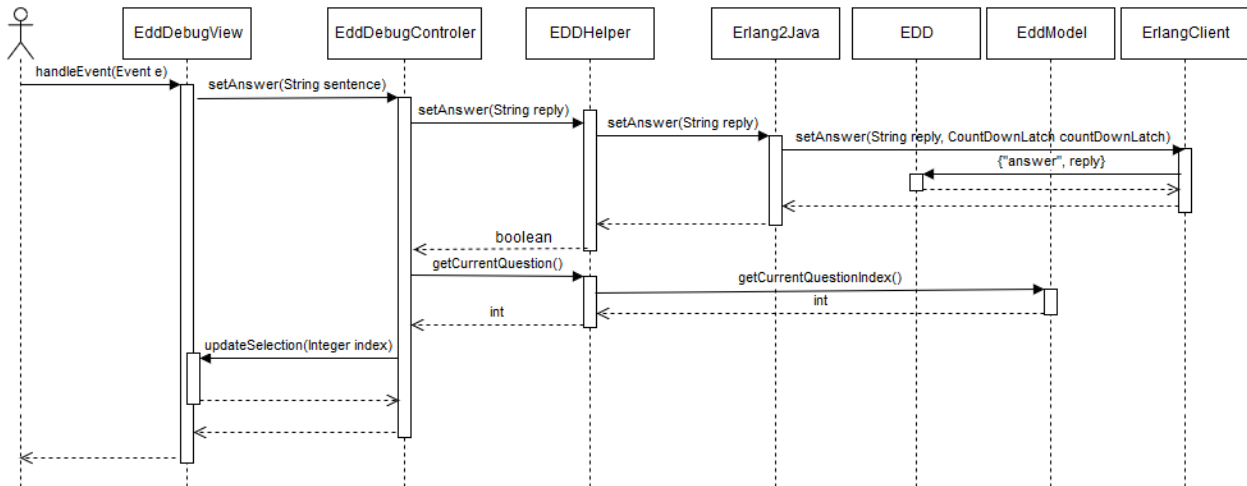 EddDebugView
EddDebugControler
EDDHelper
Erlang2Java
EDD
EddModel
ErlangClient
handleEvent(Event e)
setAnswer(String sentence)
setAnswer(String reply)
setAnswer(String reply)
setAnswer(String reply, CountDownLatch countDownLatch)
{"answer", reply}
boolean
getCurrentQuestion()
getCurrentQuestionIndex()
int
int
updateSelection(Integer index)